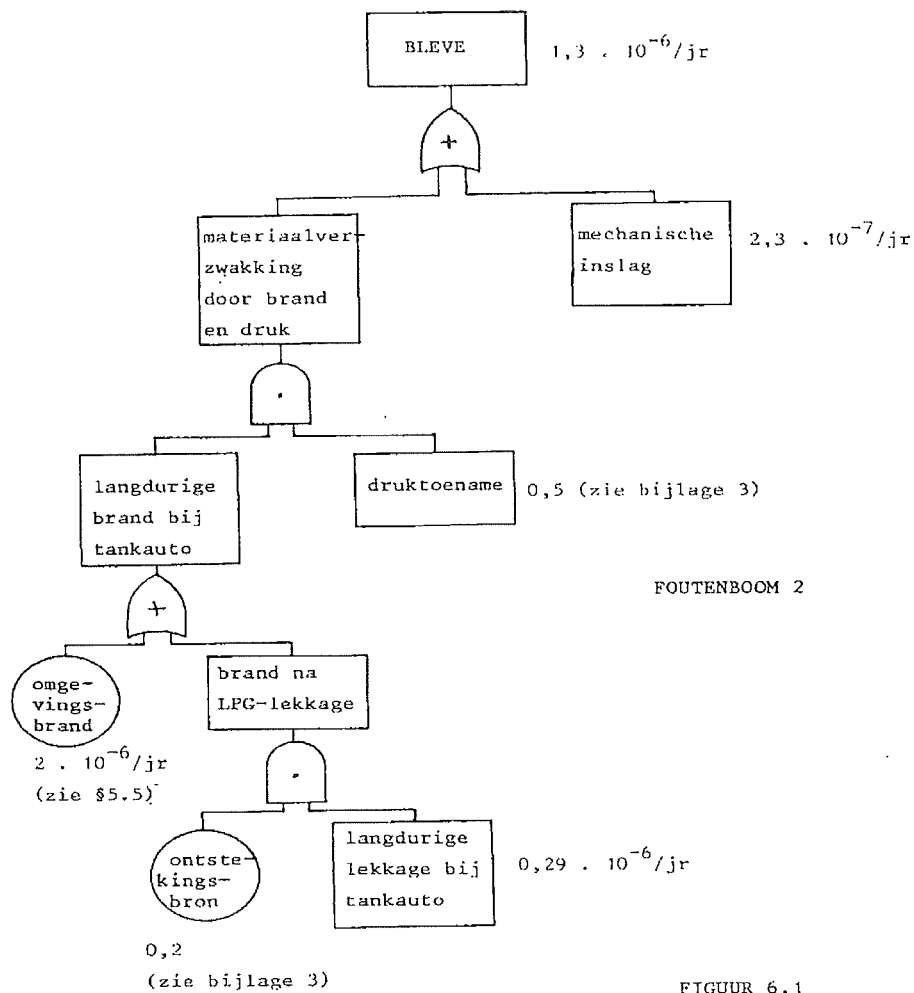 BLEVE
1,3 . 10⁻⁶/jr
+
materiaalver-
zwakking
door brand
en druk
mechanische
inslag
2,3 . 10⁻⁷/jr
.
langdurige
brand bij
tankauto
druktoename
0,5 (zie bijlage 3)
FOUTENBOOM 2
+
omge-
vings-
brand
2 . 10⁻⁶/jr
(zie §5.5)
brand na
LPG-lekkage
.
ontste-
kings-
bron
0,2
(zie bijlage 3)
langdurige
lekkage bij
tankauto
0,29 . 10⁻⁶/jr
FIGUUR 6.1